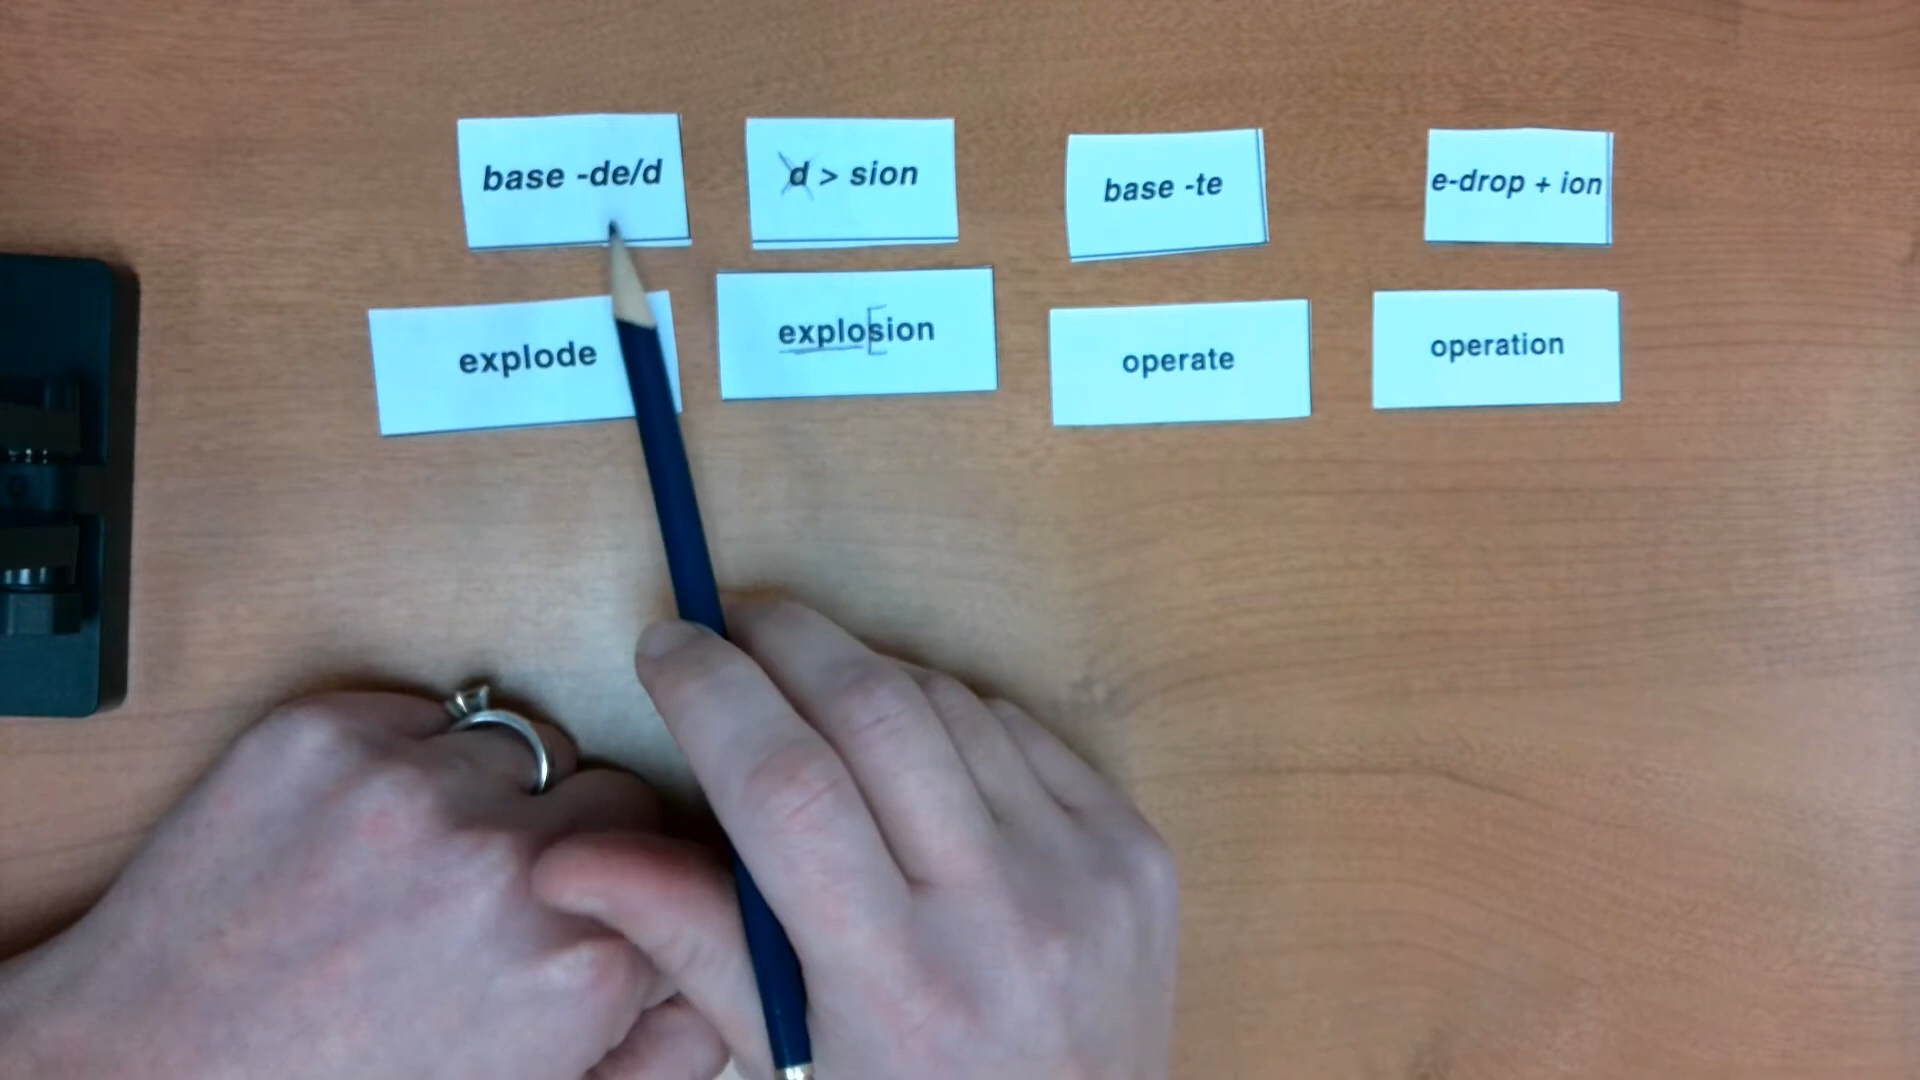 base -de/d
d > sion
base -te
e-drop + ion
explode
explosion
operate
operation